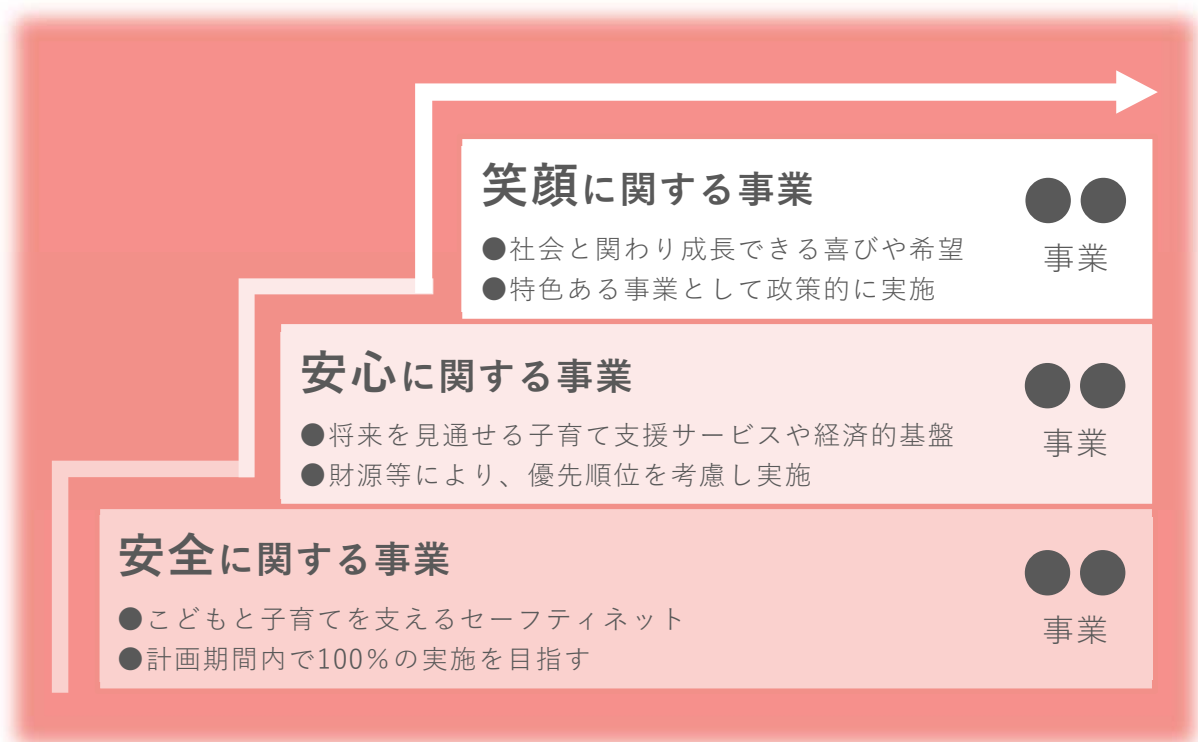 笑顔に関する事業
●社会と関わり成長できる喜びや希望
●特色ある事業として政策的に実施
●●
事業
安心に関する事業
●将来を見通せる子育て支援サービスや経済的基盤
●財源等により、優先順位を考慮し実施
●●
事業
安全に関する事業
●こどもと子育てを支えるセーフティネット
●計画期間内で100%の実施を目指す
●●
事業